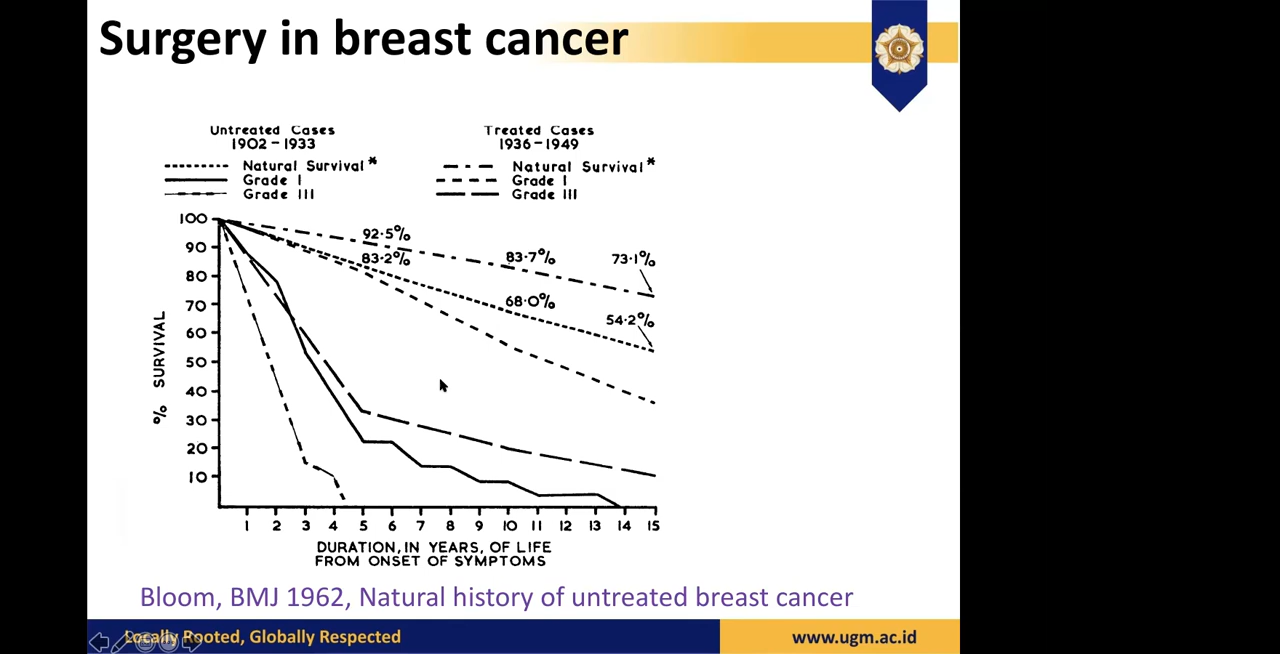 Surgery in breast cancer
Untreated Cases
1902 – 1933
Natural Survival*
Grade I
Grade III
Treated Cases
1936 – 1949
Natural Survival*
Grade I
Grade III
% SURVIVAL
100
90
80
70
60
50
40
30
20
10
92·5%
83·2%
83·7%
68·0%
73·1%
54·2%
1 2 3 4 5 6 7 8 9 10 11 12 13 14 15
DURATION, IN YEARS, OF LIFE
FROM ONSET OF SYMPTOMS
Bloom, BMJ 1962, Natural history of untreated breast cancer
Locally Rooted, Globally Respected
www.ugm.ac.id